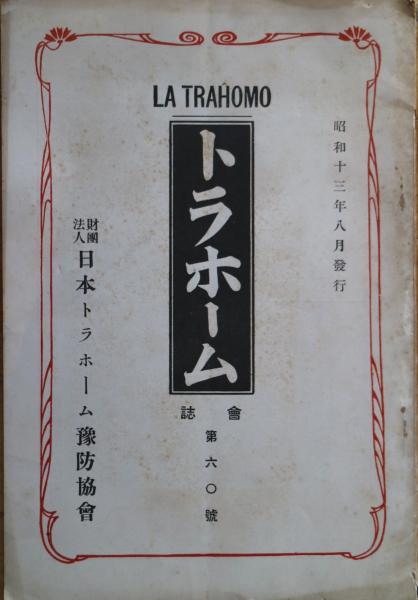 LA TRAHOMO
昭和十三年八月發行
トラホーム
會誌
第六〇號
財團法人
日本トラホーム豫防協會